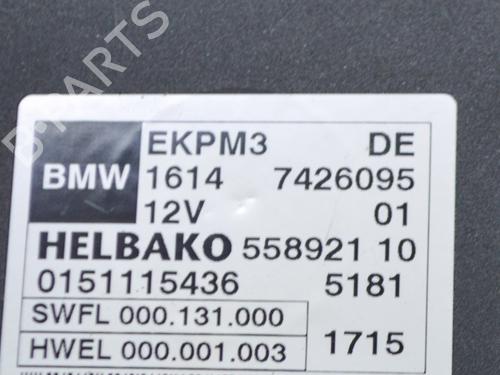 B-PARTS
EKPM3 DE
BMW 1614 7426095
12V 01
HELBAKO 558921 10
0151115436 5181
SWFL 000.131.000
HWEL 000.001.003 1715